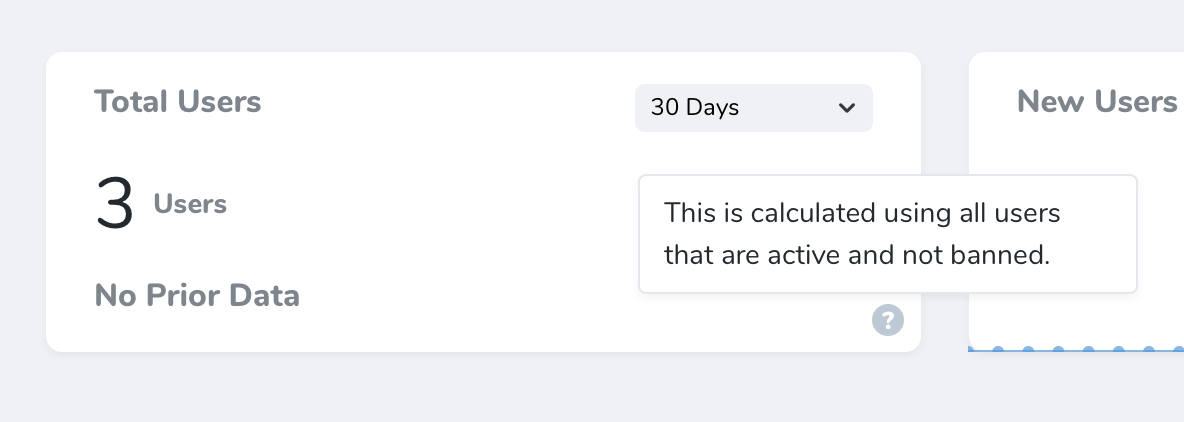 Total Users
30 Days
New Users
3 Users
This is calculated using all users
that are active and not banned.
No Prior Data
?